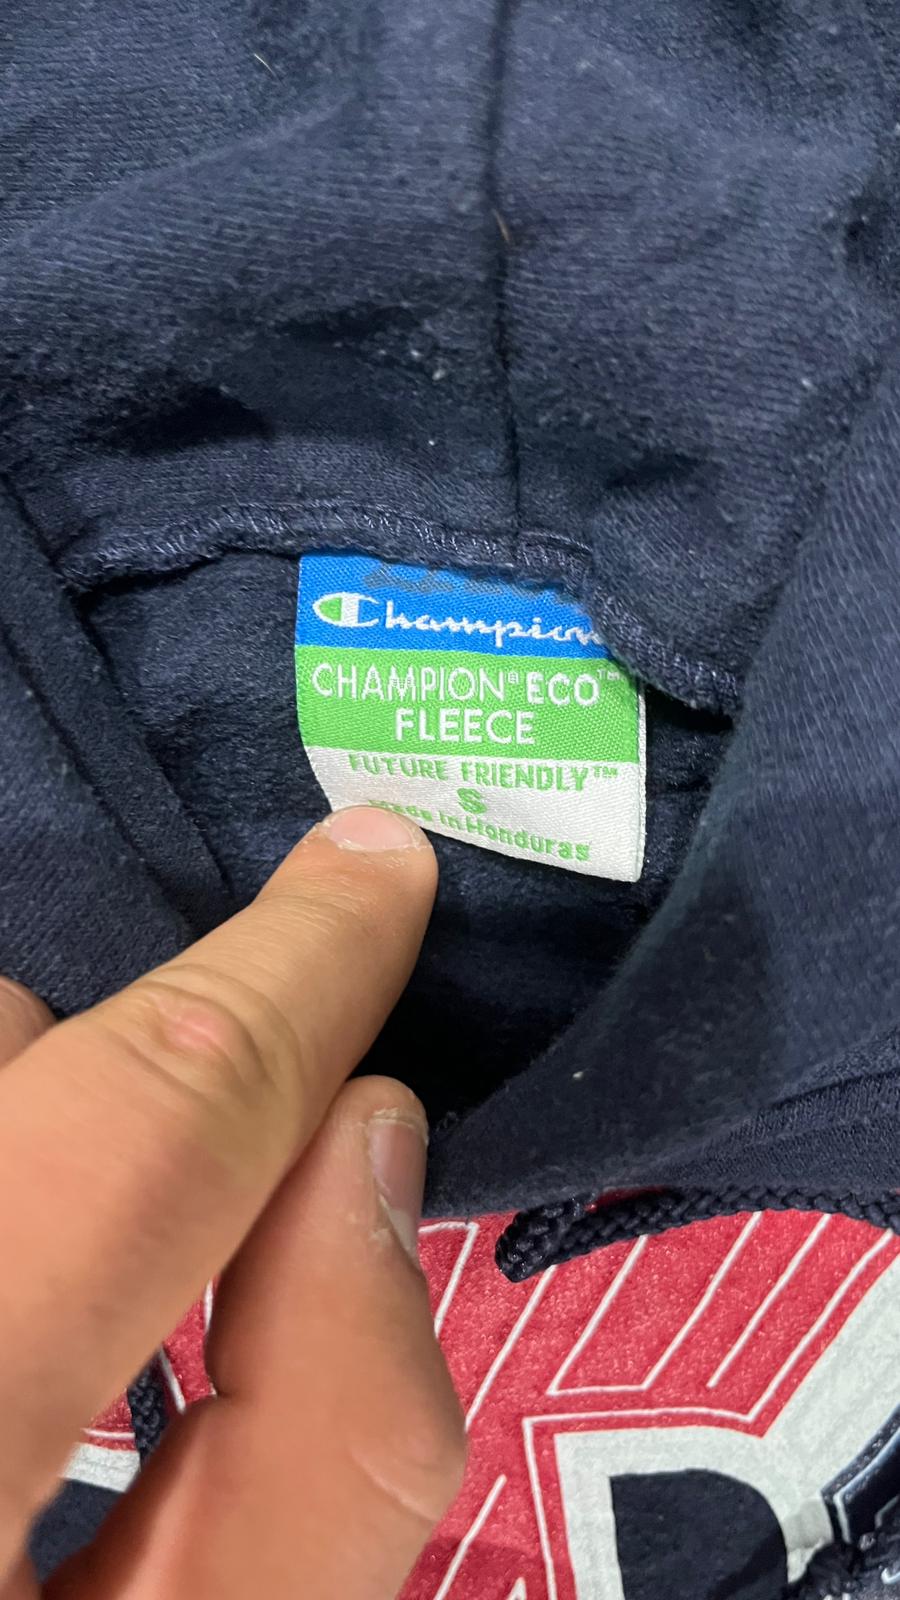 Champion
CHAMPION® ECO™
FLEECE
FUTURE FRIENDLY™
S
Made in Honduras